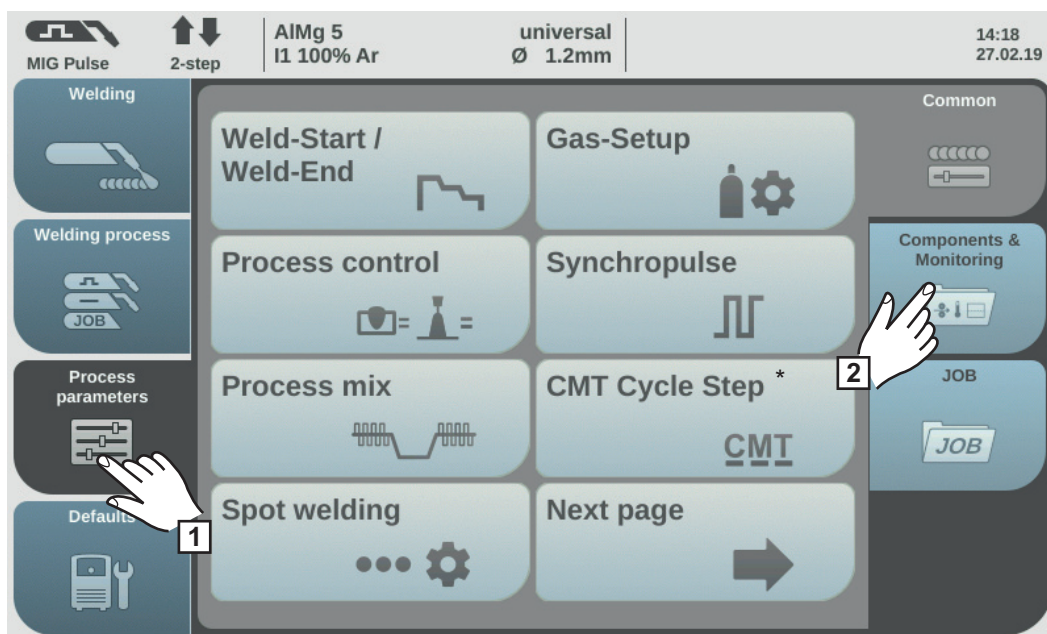 MIG Pulse
2-step
AlMg 5
I1 100% Ar
universal
Ø 1.2mm
14:18
27.02.19
Welding
Welding process
JOB
Process
parameters
Defaults
1
Weld-Start /
Weld-End
Gas-Setup
Process control
=
=
Synchropulse
Process mix
CMT Cycle Step *
CMT
Spot welding
Next page
Common
Components &
Monitoring
2
JOB
JOB